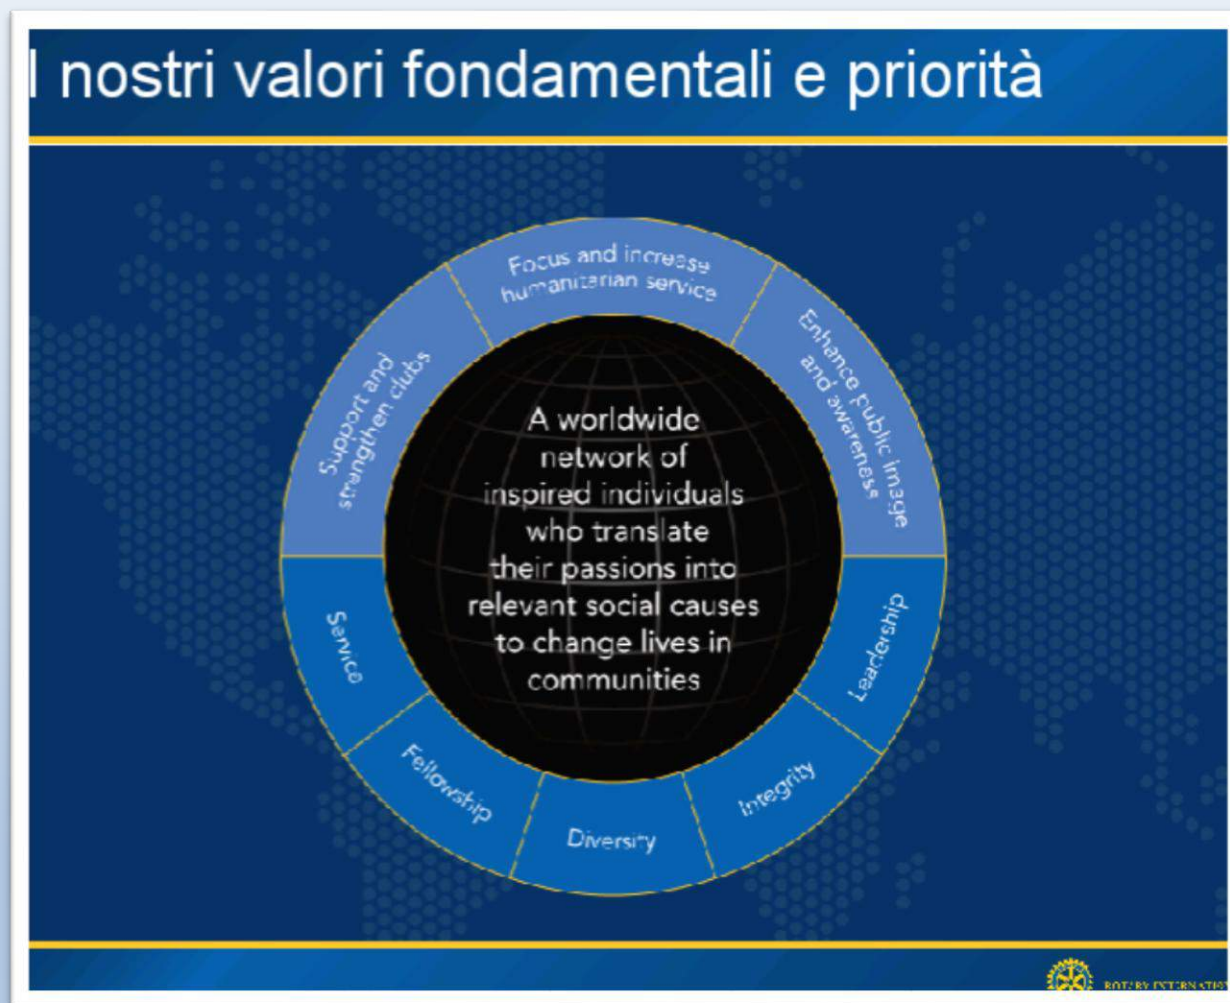 I nostri valori fondamentali e priorità
Focus and increase
humanitarian service
Support and
strengthen clubs
Enhance public image
and awareness
A worldwide
network of
inspired individuals
who translate
their passions into
relevant social causes
to change lives in
communities
Service
Fellowship
Diversity
Integrity
Leadership
ROTARY